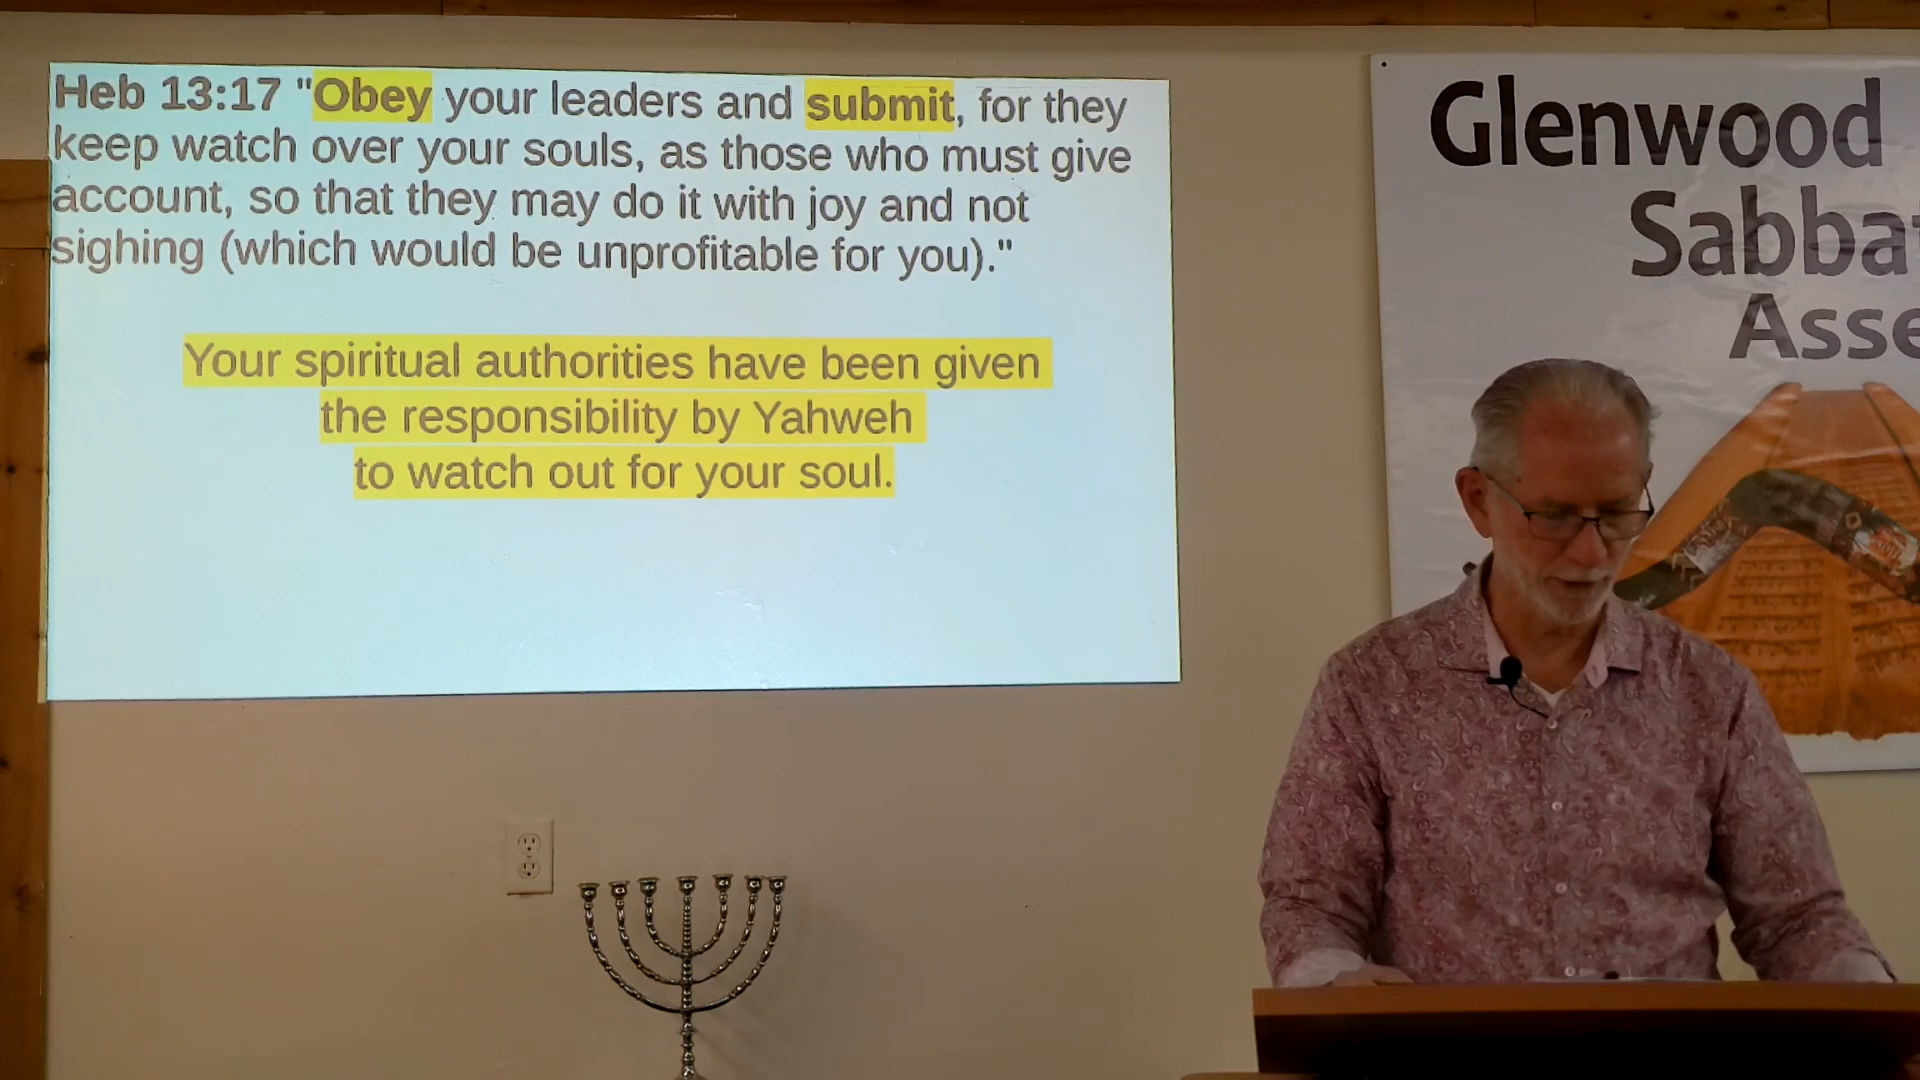 Heb 13:17 "Obey your leaders and submit, for they
keep watch over your souls, as those who must give
account, so that they may do it with joy and not
sighing (which would be unprofitable for you)."
Your spiritual authorities have been given
the responsibility by Yahweh
to watch out for your soul.
Glenwood
Sabba
Asse